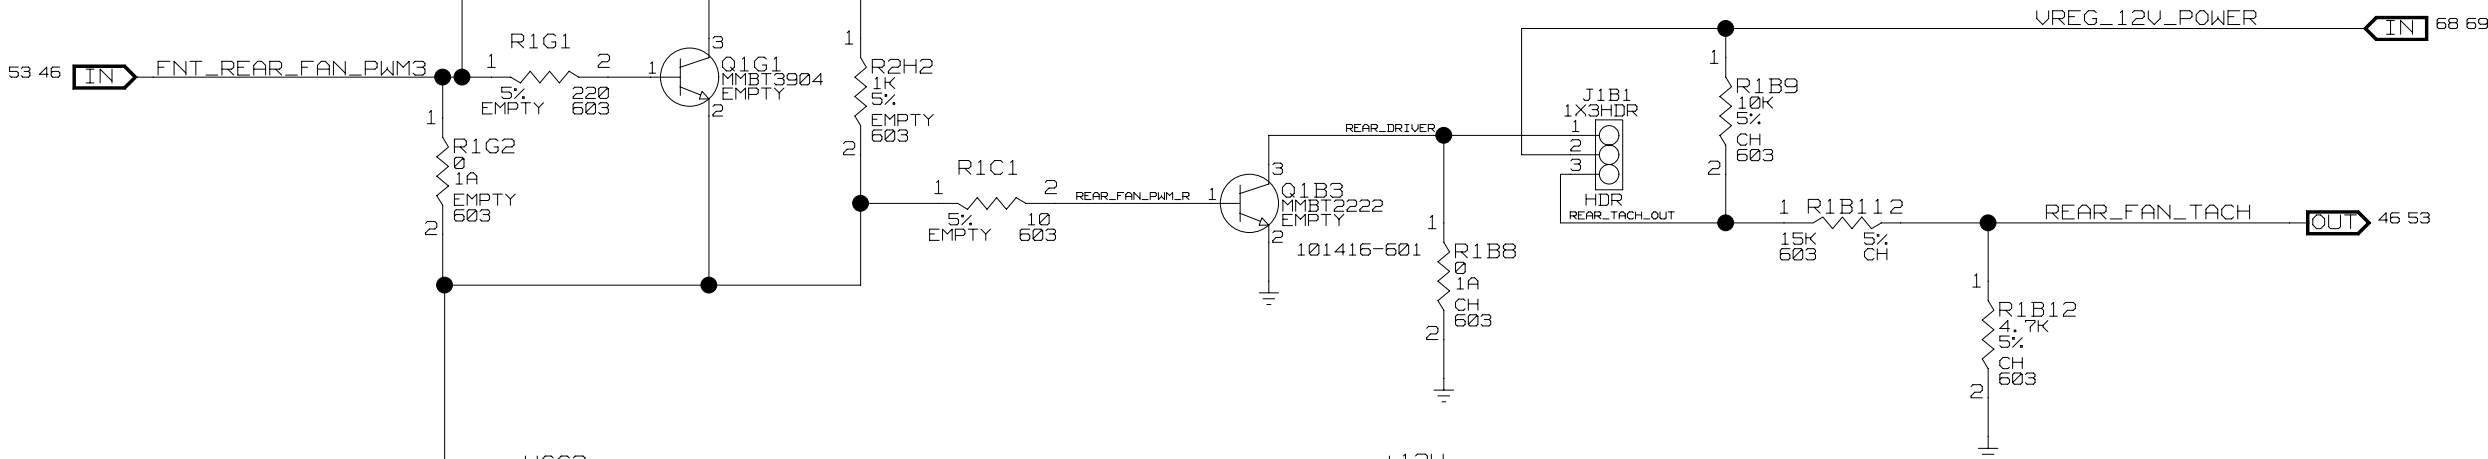 53 46 IN FNT_REAR_FAN_PWM3
R1G1
1 2
5% 220
EMPTY 603
1
R1G2
0
1A
EMPTY
603
2
3
1 Q1G1
MMBT3904
EMPTY
2
1
R2H2
1K
5%
EMPTY
603
2
R1C1
1 2
5% 10
EMPTY 603
REAR_FAN_PWM_R
3
1 Q1B3
MMBT2222
EMPTY
2
101416-601
REAR_DRIVER
1
R1B8
0
1A
CH
603
2
J1B1
1X3HDR
1
2
3
HDR
REAR_TACH_OUT
VREG_12V_POWER IN 68 69
1
R1B9
10K
5%
CH
603
2
1 R1B112
15K 5%
603 CH
REAR_FAN_TACH OUT 46 53
1
R1B12
4.7K
5%
CH
603
2